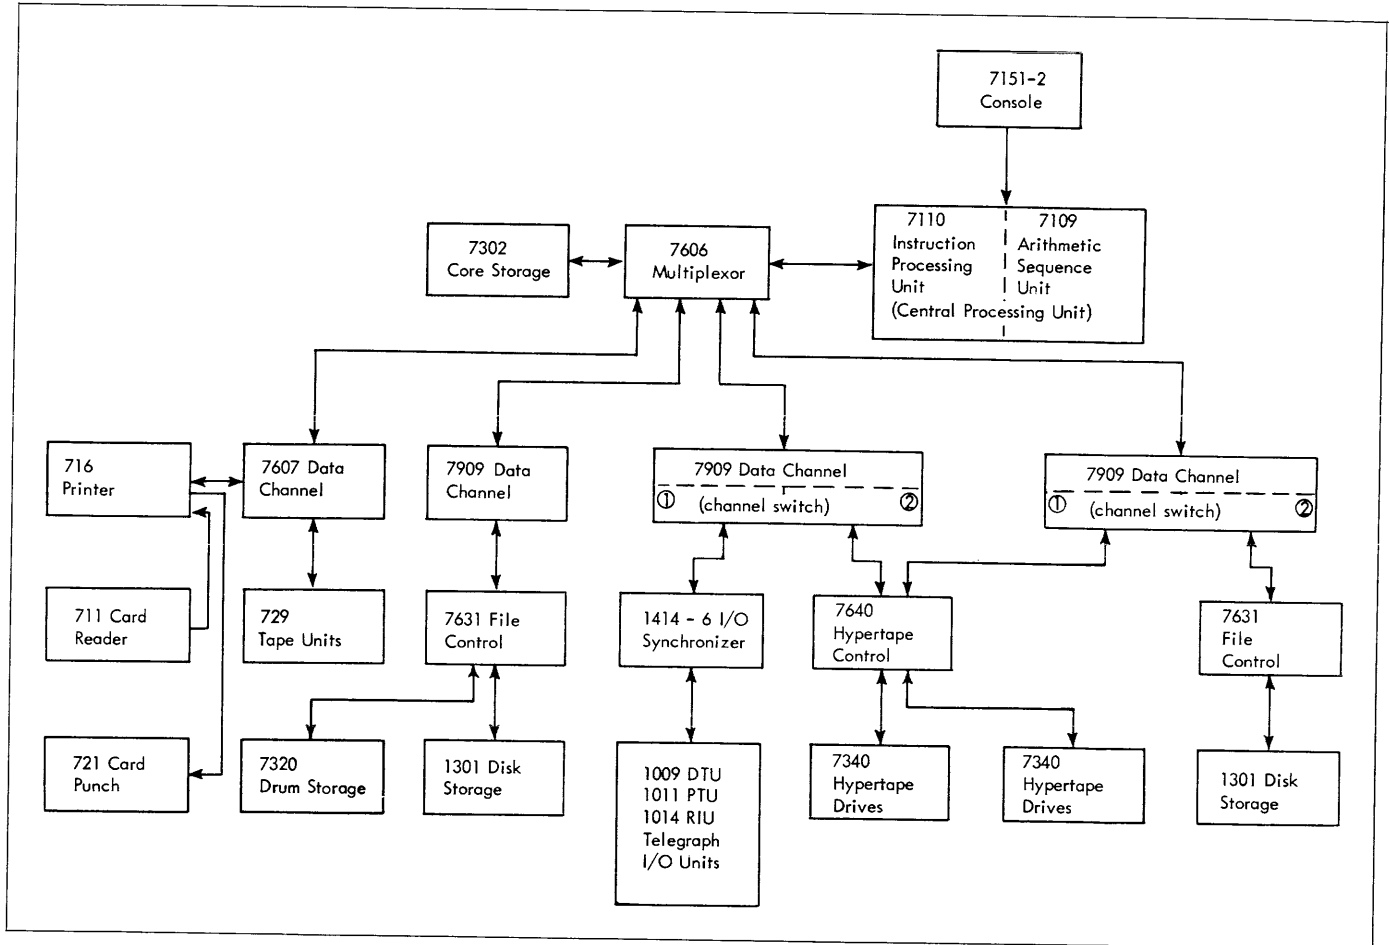 7151-2
Console
7110
Instruction
Processing
Unit
7109
Arithmetic
Sequence
Unit
(Central Processing Unit)
7302
Core Storage
7606
Multiplexor
716
Printer
7607 Data
Channel
7909 Data
Channel
7909 Data Channel
① (channel switch) ②
7909 Data Channel
① (channel switch) ②
711 Card
Reader
729
Tape Units
7631 File
Control
1414 - 6 I/O
Synchronizer
7640
Hypertape
Control
7631
File
Control
721 Card
Punch
7320
Drum Storage
1301 Disk
Storage
1009 DTU
1011 PTU
1014 RIU
Telegraph
I/O Units
7340
Hypertape
Drives
7340
Hypertape
Drives
1301 Disk
Storage